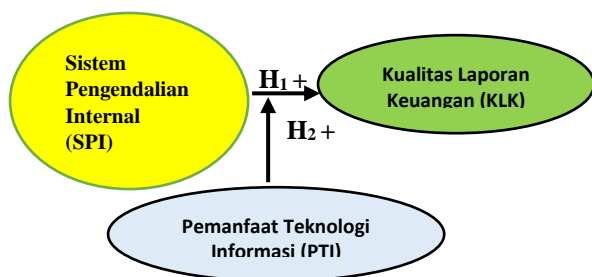 Sistem
Pengendalian
Internal
(SPI)
H1 +
Kualitas Laporan
Keuangan (KLK)
H2 +
Pemanfaat Teknologi
Informasi (PTI)